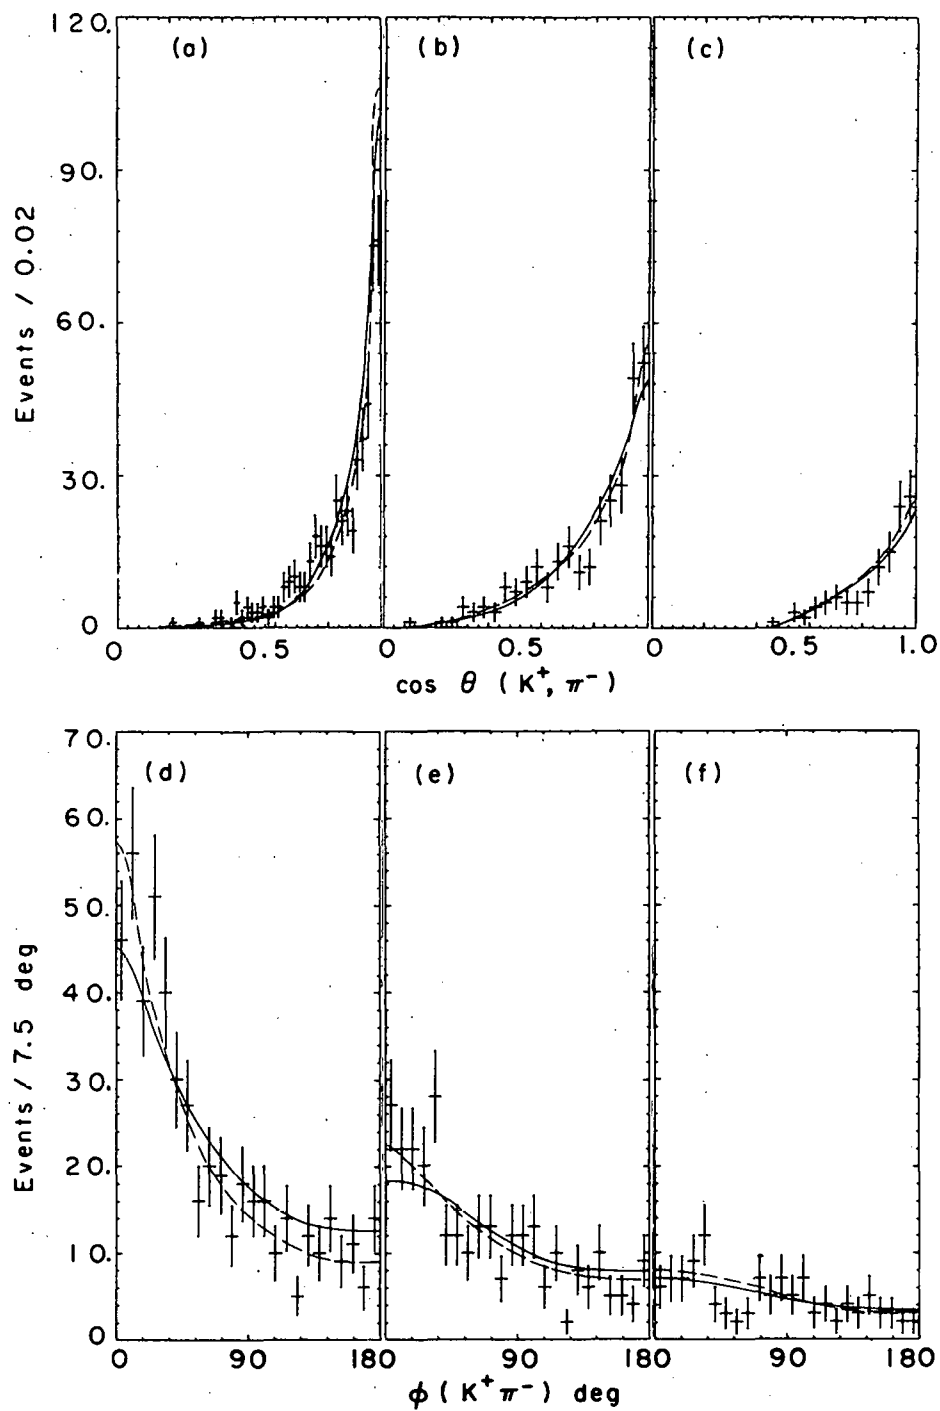 120.
(a) (b) (c)
90.
Events / 0.02
60.
30.
0
0 0.5 0 0.5 0 0.5 1.0
cos θ (K⁺, π⁻)
70.
(d) (e) (f)
60.
50.
40.
Events / 7.5 deg
30.
20.
10.
0
0 90 180 90 180 90 180
ϕ (K⁺ π⁻) deg